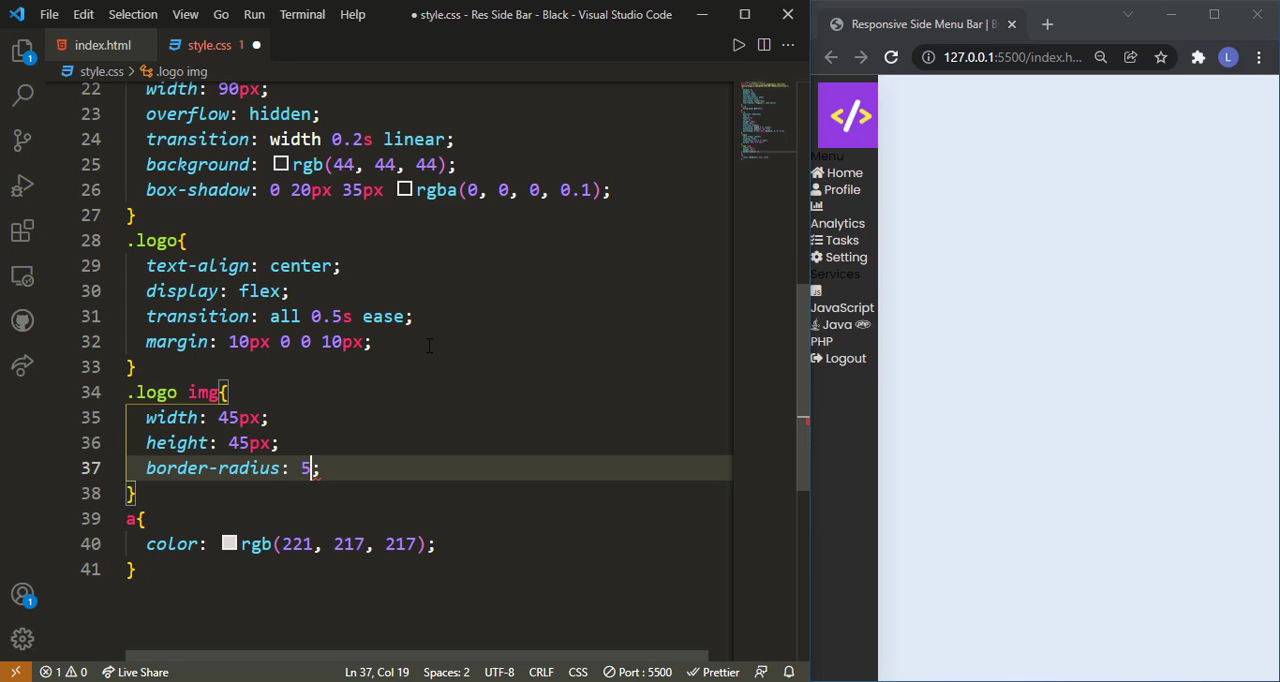 File Edit Selection View Go Run Terminal Help ● style.css - Res Side Bar - Black - Visual Studio Code
index.html style.css 1 ●
style.css > .logo img
22 width: 90px;
23 overflow: hidden;
24 transition: width 0.2s linear;
25 background: rgb(44, 44, 44);
26 box-shadow: 0 20px 35px rgba(0, 0, 0, 0.1);
27 }
28 .logo{
29 text-align: center;
30 display: flex;
31 transition: all 0.5s ease;
32 margin: 10px 0 0 10px;
33 }
34 .logo img{
35 width: 45px;
36 height: 45px;
37 border-radius: 5;
38 }
39 a{
40 color: rgb(221, 217, 217);
41 }
1
1
Ln 37, Col 19 Spaces: 2 UTF-8 CRLF CSS Port : 5500 Prettier
1 0 Live Share
Responsive Side Menu Bar |
127.0.0.1:5500/index.h... L
</>
Menu
Home
Profile
Analytics
Tasks
Setting
Services
JS
JavaScript
Java php
PHP
Logout